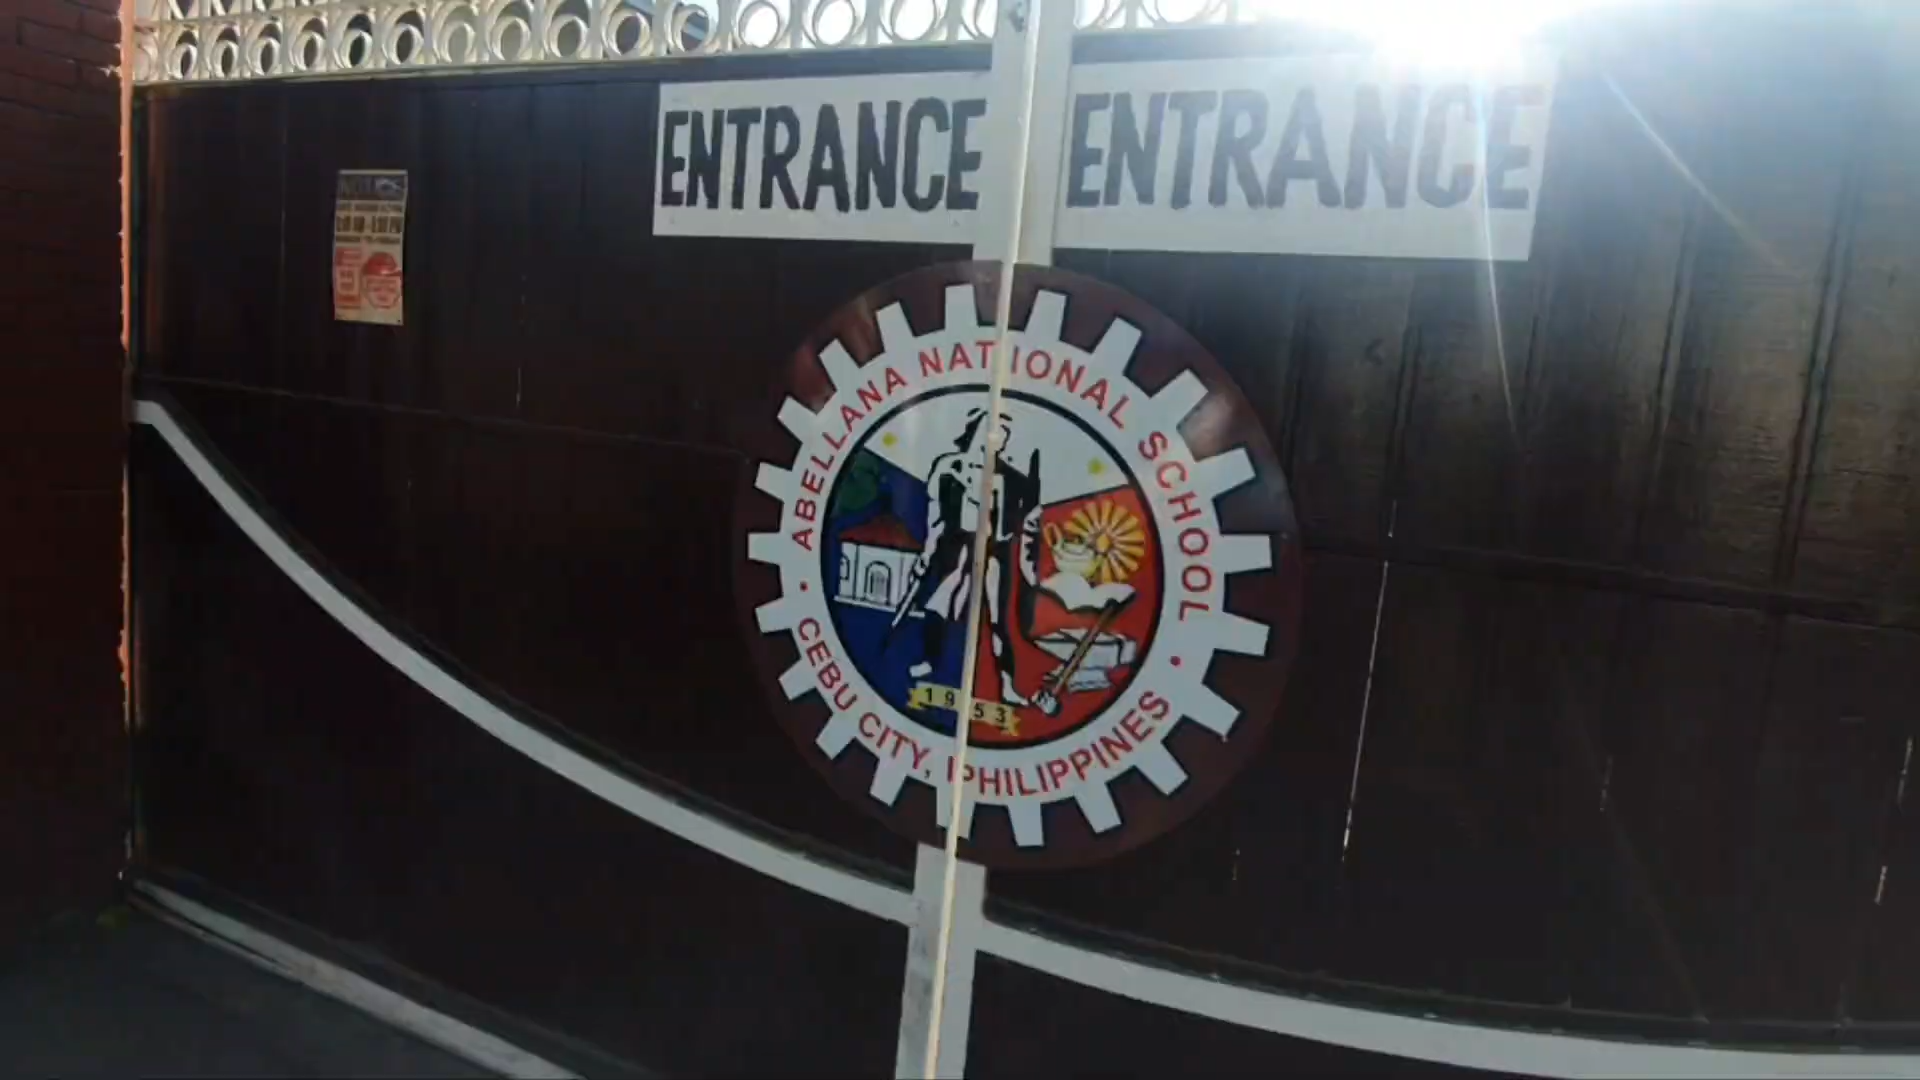 ENTRANCE ENTRANCE
ABELLANA NATIONAL SCHOOL
1953
CEBU CITY, PHILIPPINES